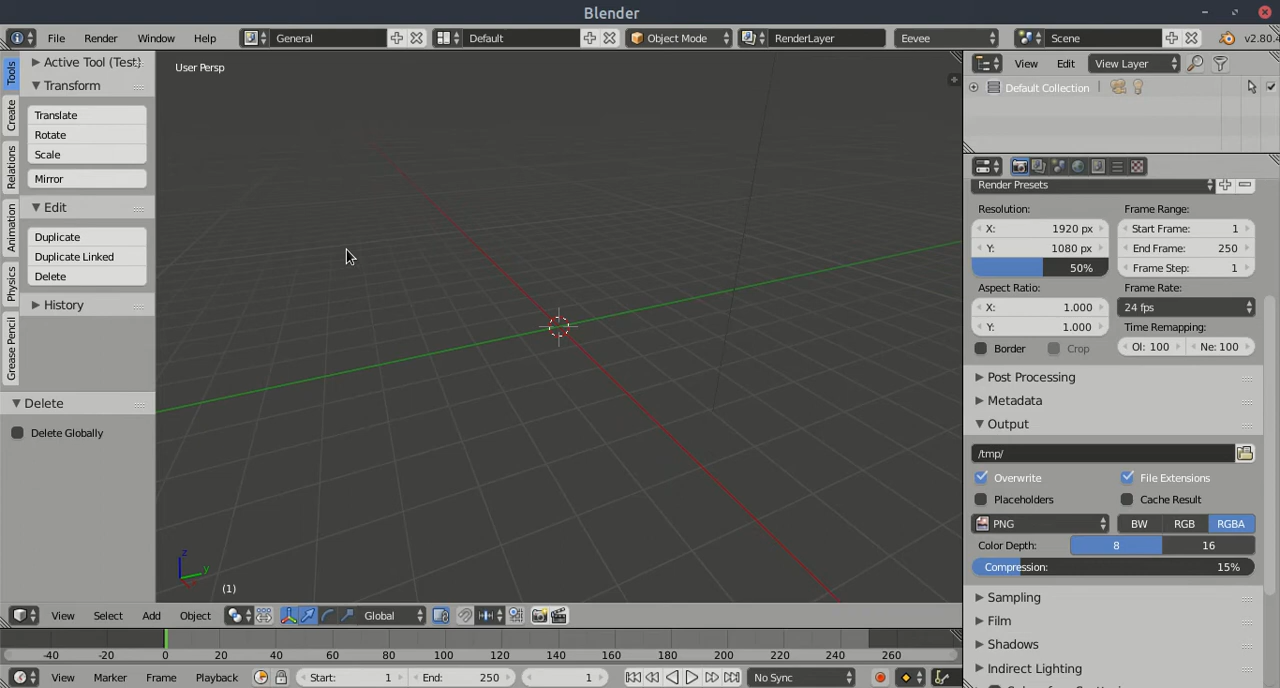 Blender
File Render Window Help General Default Object Mode RenderLayer Eevee Scene v2.80.4
Tools
Create
Relations
Animation
Physics
Grease Pencil
Active Tool (Test)
Transform
Translate
Rotate
Scale
Mirror
Edit
Duplicate
Duplicate Linked
Delete
History
Delete
Delete Globally
User Persp
z
y
(1)
View Edit View Layer
Default Collection
Render Presets
Resolution: Frame Range:
X: 1920 px Start Frame: 1
Y: 1080 px End Frame: 250
50% Frame Step: 1
Aspect Ratio: Frame Rate:
X: 1.000 24 fps
Y: 1.000 Time Remapping:
Border Crop Ol: 100 Ne: 100
Post Processing
Metadata
Output
/tmp/
Overwrite File Extensions
Placeholders Cache Result
PNG BW RGB RGBA
Color Depth: 8 16
Compression: 15%
Sampling
Film
Shadows
Indirect Lighting
View Select Add Object Global
-40 -20 0 20 40 60 80 100 120 140 160 180 200 220 240 260
View Marker Frame Playback Start: 1 End: 250 1 No Sync